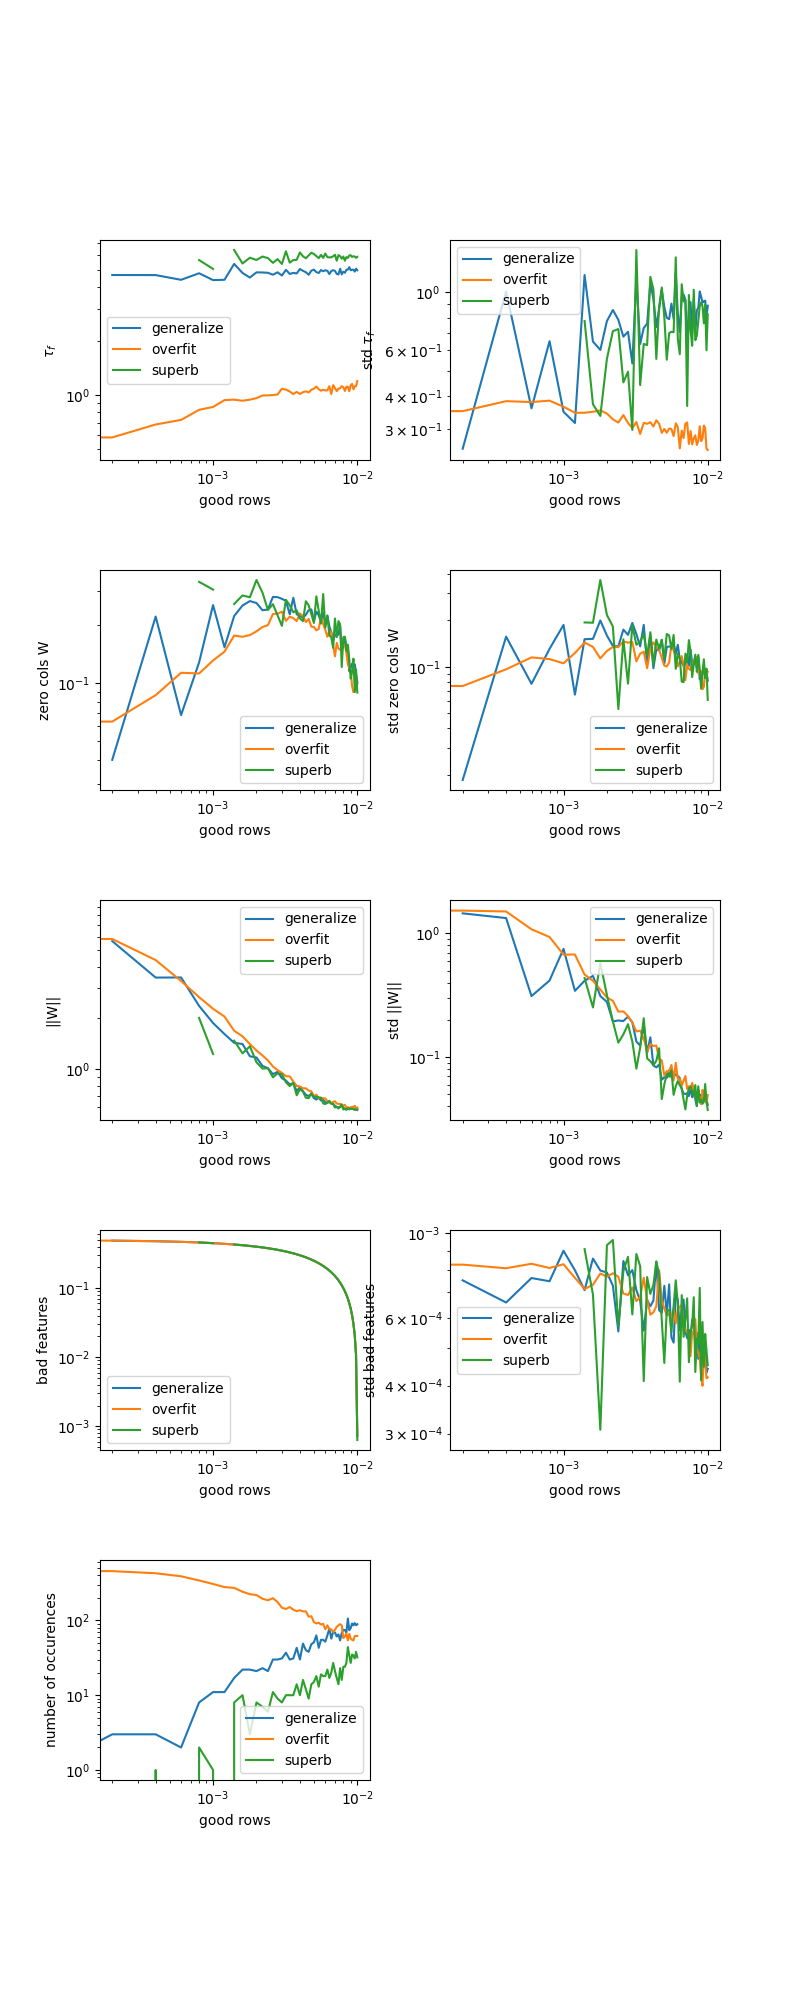 τf
10^0
generalize
overfit
superb
10^-3
10^-2
good rows
std τf
10^0
6 × 10^-1
4 × 10^-1
3 × 10^-1
generalize
overfit
superb
10^-3
10^-2
good rows
zero cols W
10^-1
generalize
overfit
superb
10^-3
10^-2
good rows
std zero cols W
10^-1
generalize
overfit
superb
10^-3
10^-2
good rows
||W||
10^0
generalize
overfit
superb
10^-3
10^-2
good rows
std ||W||
10^0
10^-1
generalize
overfit
superb
10^-3
10^-2
good rows
bad features
10^-1
10^-2
10^-3
generalize
overfit
superb
10^-3
10^-2
good rows
std bad features
10^-3
6 × 10^-4
4 × 10^-4
3 × 10^-4
generalize
overfit
superb
10^-3
10^-2
good rows
number of occurences
10^2
10^1
10^0
generalize
overfit
superb
10^-3
10^-2
good rows